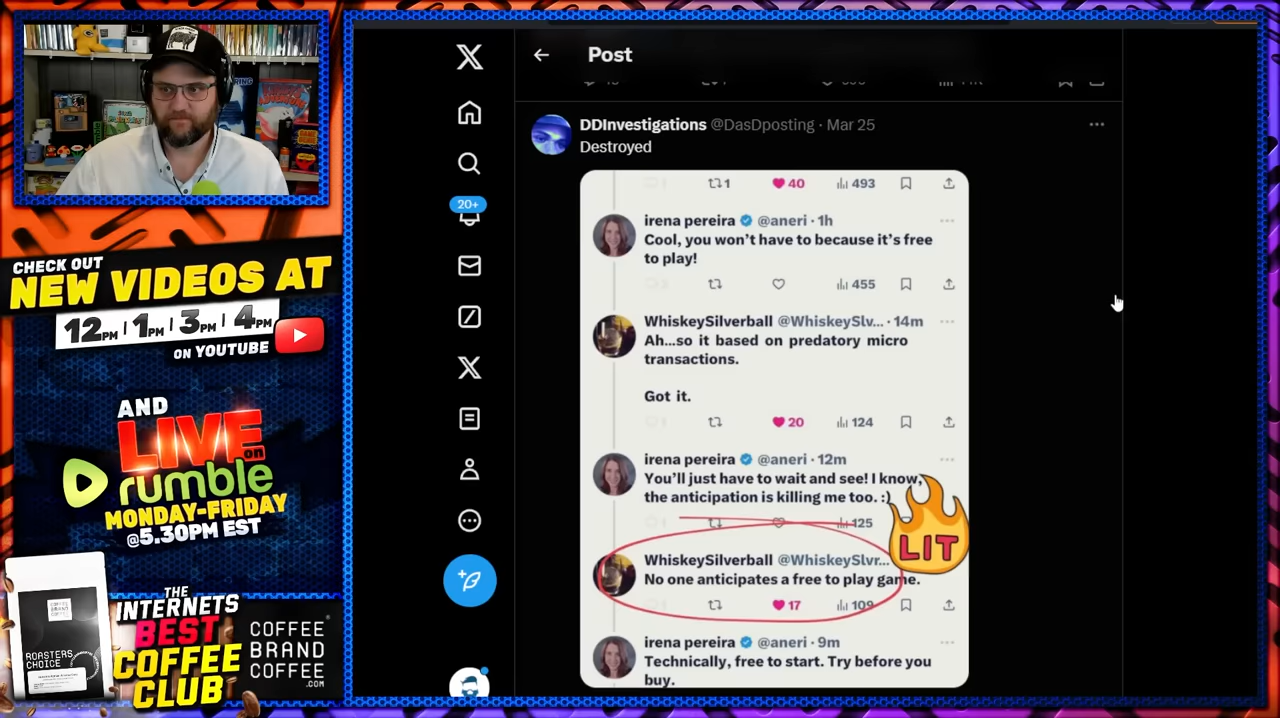 CHECK OUT
NEW VIDEOS AT
12PM | 1PM | 3PM | 4PM
ON YOUTUBE
AND
LIVE on
rumble
MONDAY-FRIDAY
@5.30PM EST
ROASTERS
CHOICE
THE
INTERNETS
BEST
COFFEE
CLUB
COFFEE
BRAND
COFFEE
.COM
20+
Post
DDInvestigations @DasDposting · Mar 25
Destroyed
1 40 493
irena pereira @aneri · 1h
Cool, you won't have to because it's free
to play!
455
WhiskeySilverball @WhiskeySlv... · 14m
Ah...so it based on predatory micro
transactions.
Got it.
20 124
irena pereira @aneri · 12m
You'll just have to wait and see! I know,
the anticipation is killing me too. :)
125
LIT
WhiskeySilverball @WhiskeySlvr...
No one anticipates a free to play game.
17 109
irena pereira @aneri · 9m
Technically, free to start. Try before you
buy.